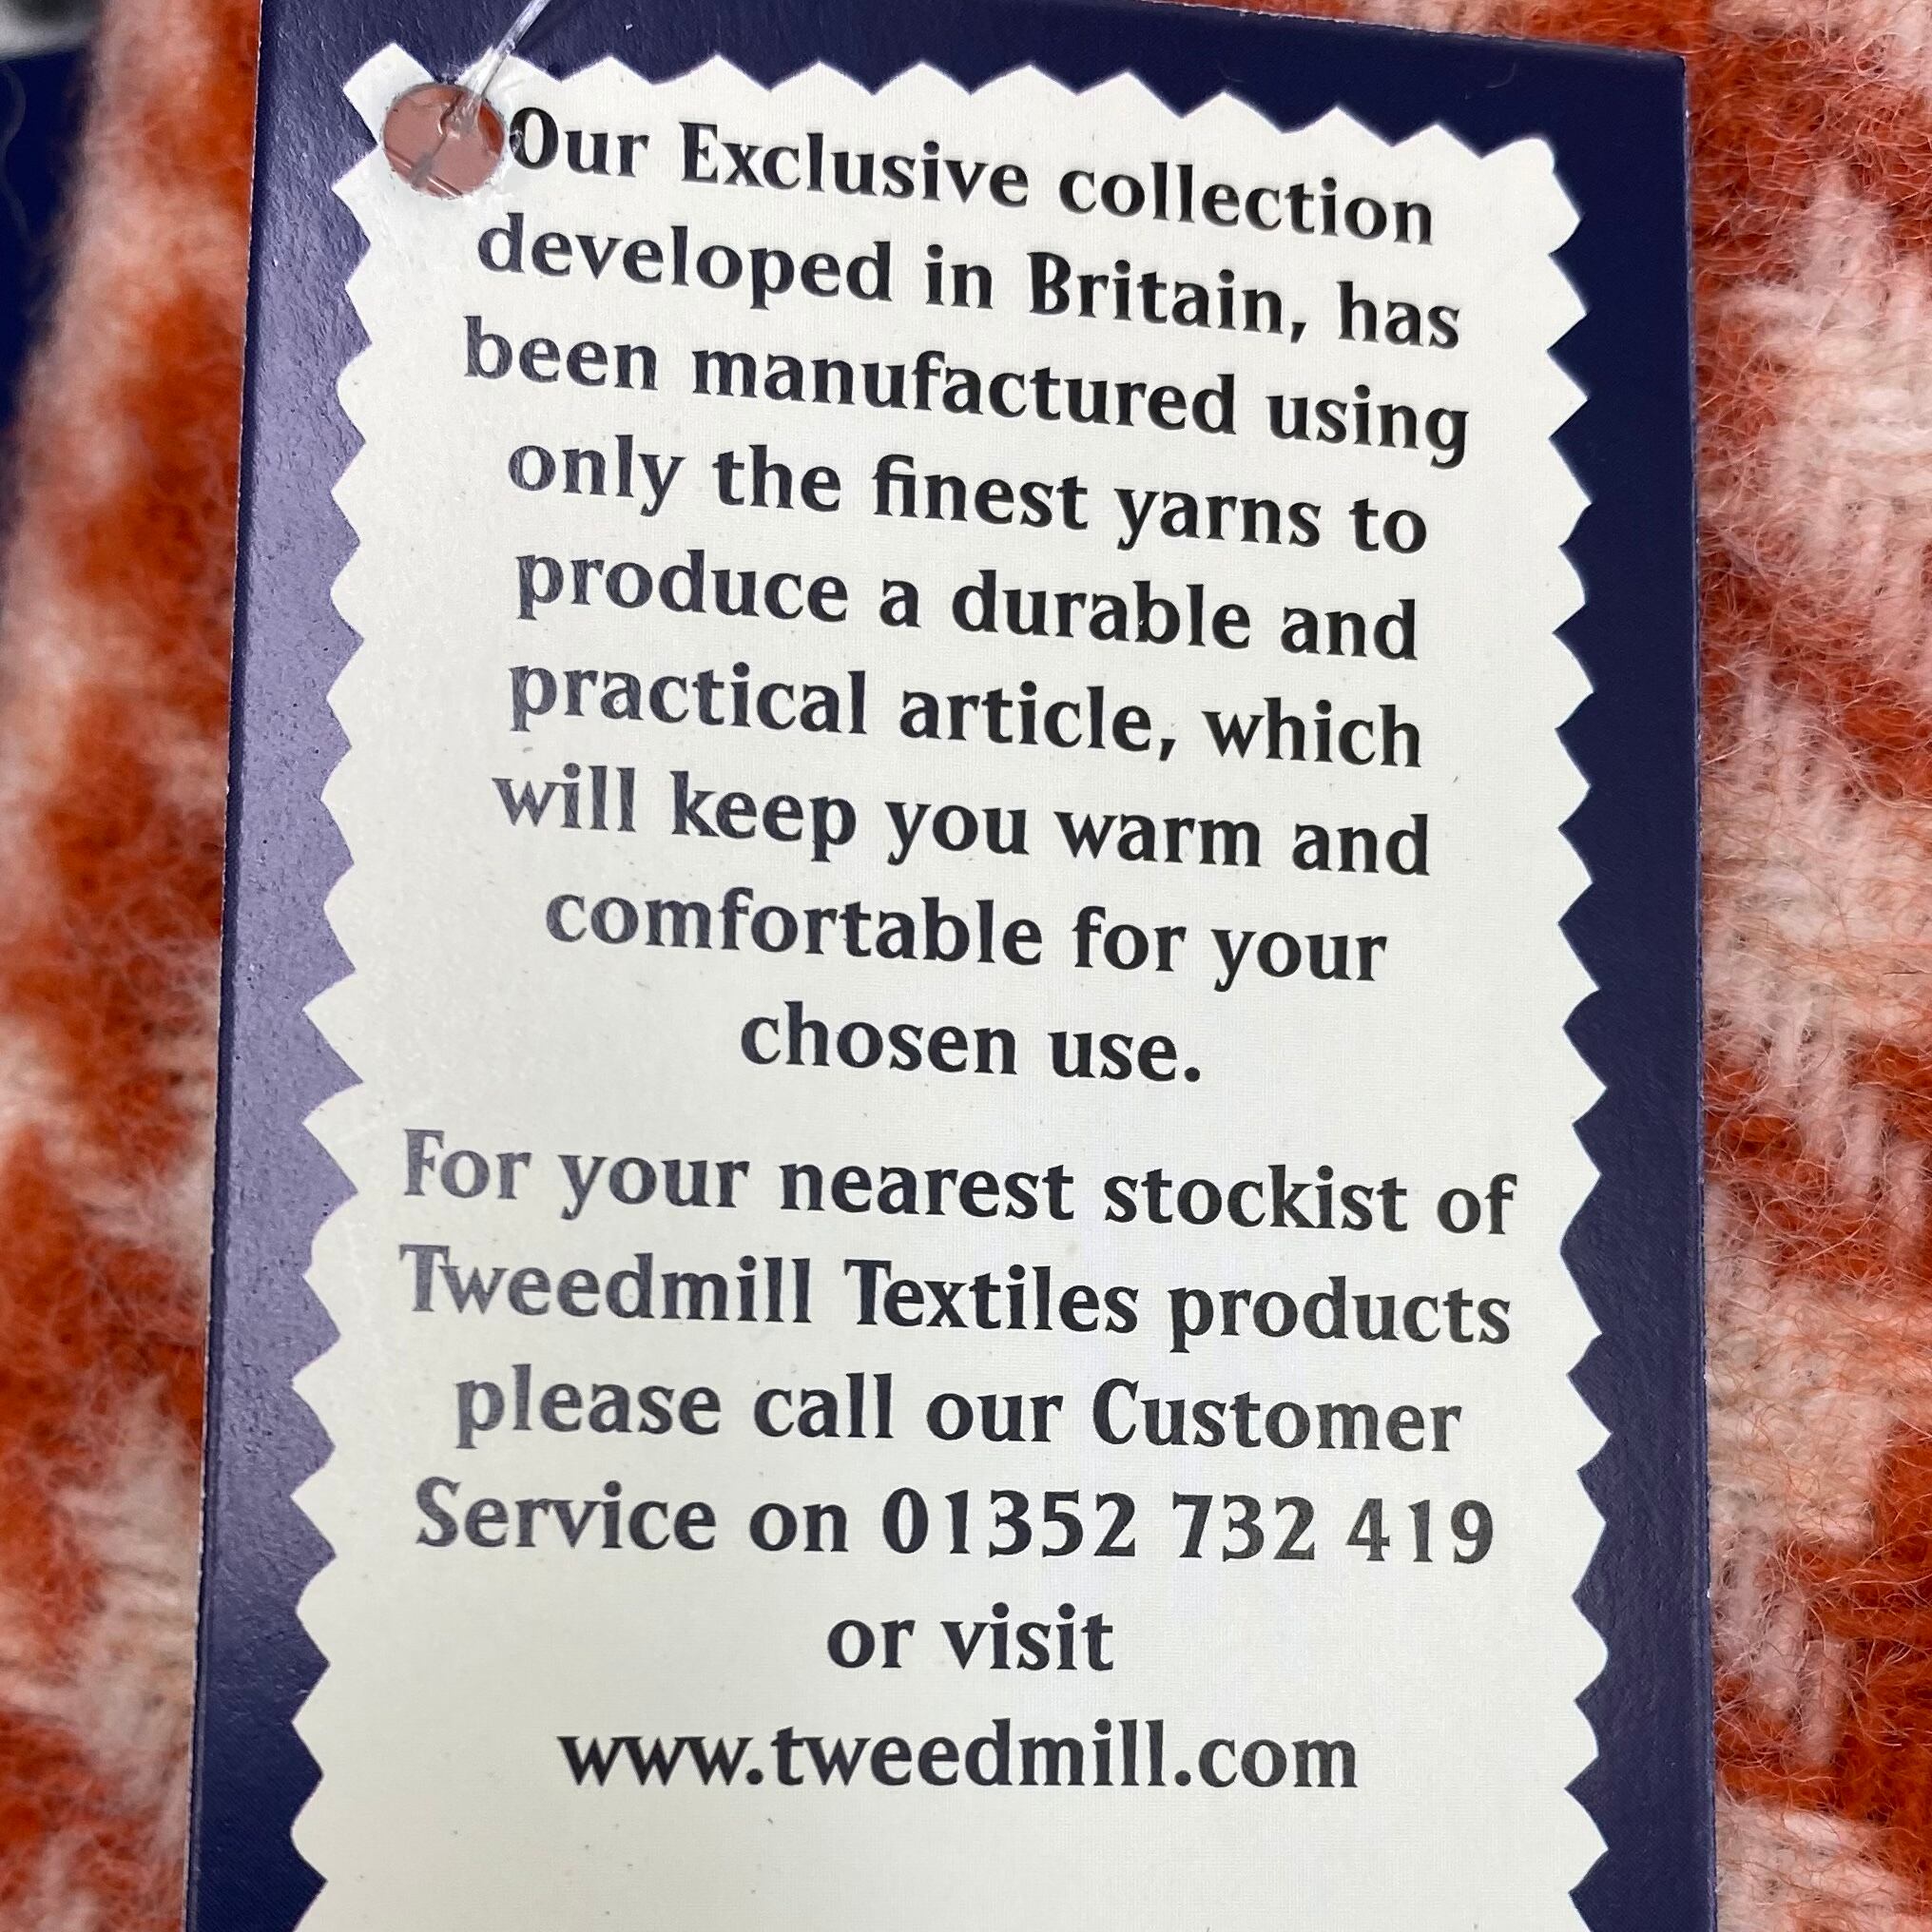 Our Exclusive collection
developed in Britain, has
been manufactured using
only the finest yarns to
produce a durable and
practical article, which
will keep you warm and
comfortable for your
chosen use.
For your nearest stockist of
Tweedmill Textiles products
please call our Customer
Service on 01352 732 419
or visit
www.tweedmill.com